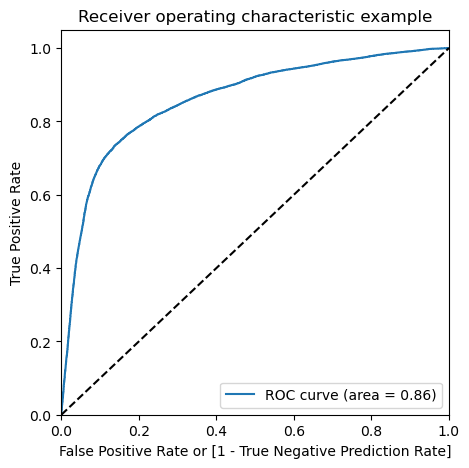 Receiver operating characteristic example
True Positive Rate
1.0
0.8
0.6
0.4
0.2
0.0
ROC curve (area = 0.86)
0.0 0.2 0.4 0.6 0.8 1.0
False Positive Rate or [1 - True Negative Prediction Rate]